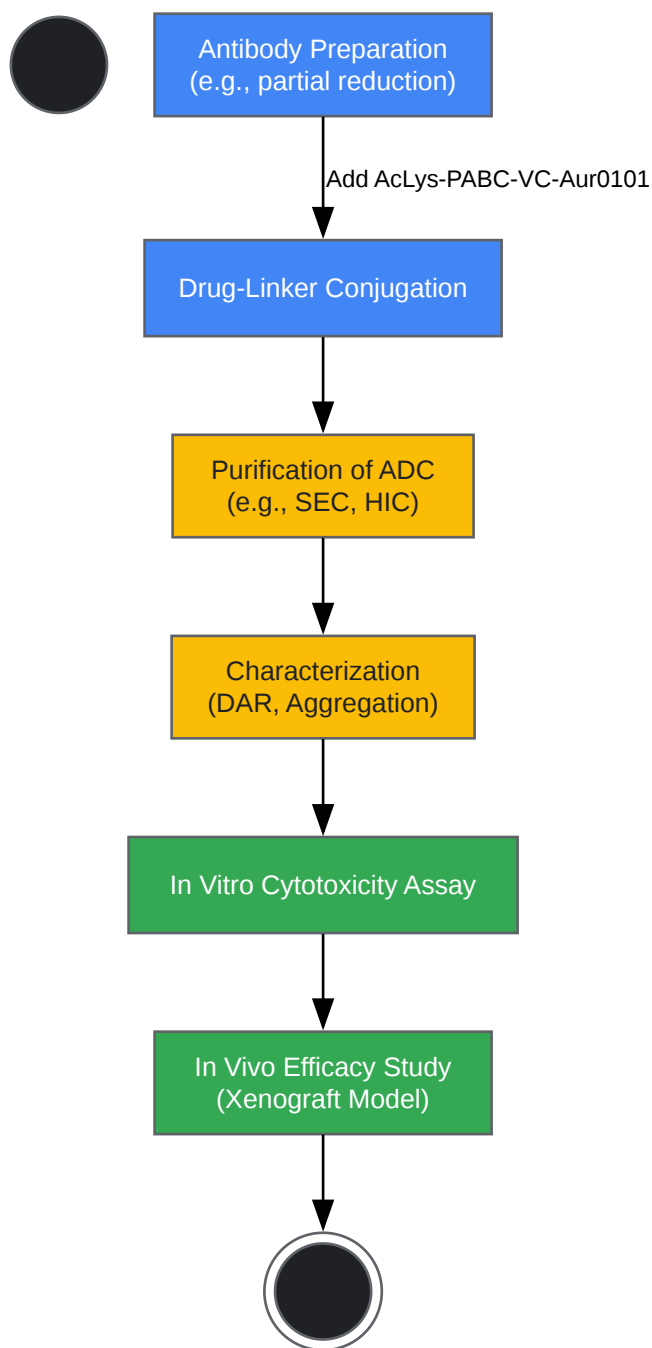 Antibody Preparation
(e.g., partial reduction)
Add AcLys-PABC-VC-Aur0101
Drug-Linker Conjugation
Purification of ADC
(e.g., SEC, HIC)
Characterization
(DAR, Aggregation)
In Vitro Cytotoxicity Assay
In Vivo Efficacy Study
(Xenograft Model)